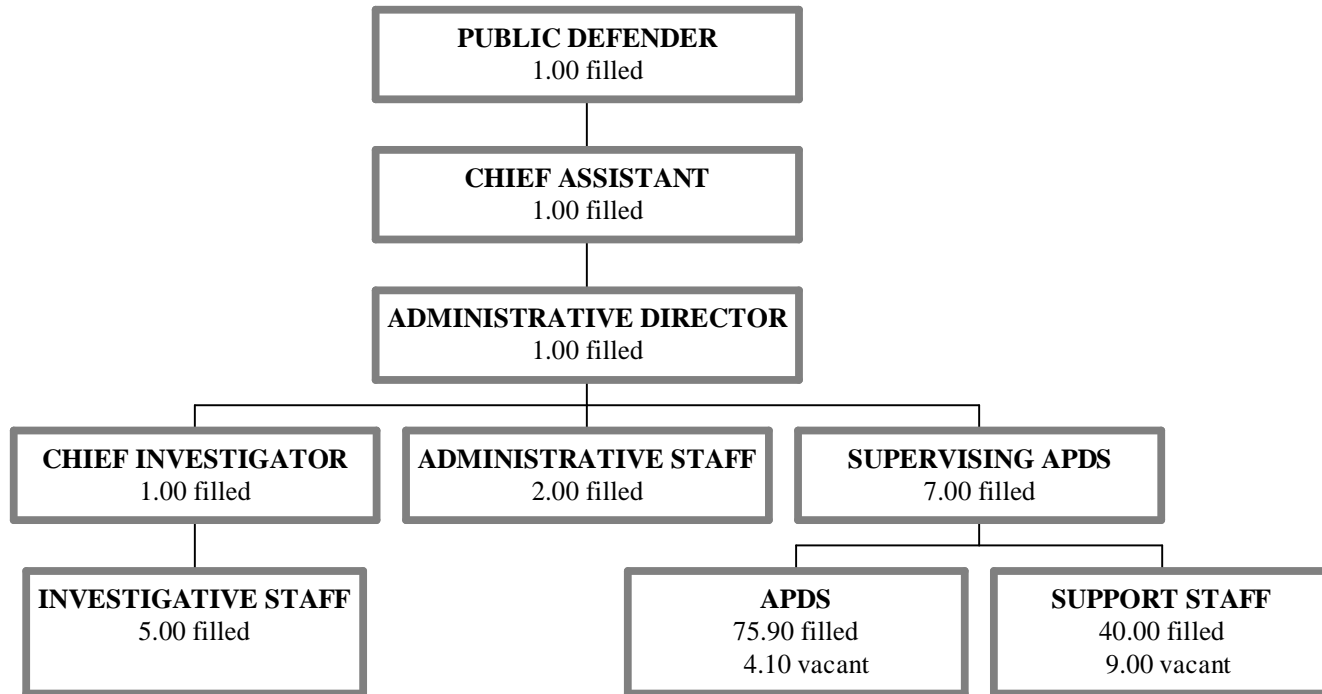 PUBLIC DEFENDER
1.00 filled
CHIEF ASSISTANT
1.00 filled
ADMINISTRATIVE DIRECTOR
1.00 filled
CHIEF INVESTIGATOR
1.00 filled
ADMINISTRATIVE STAFF
2.00 filled
SUPERVISING APDS
7.00 filled
INVESTIGATIVE STAFF
5.00 filled
APDS
75.90 filled
4.10 vacant
SUPPORT STAFF
40.00 filled
9.00 vacant